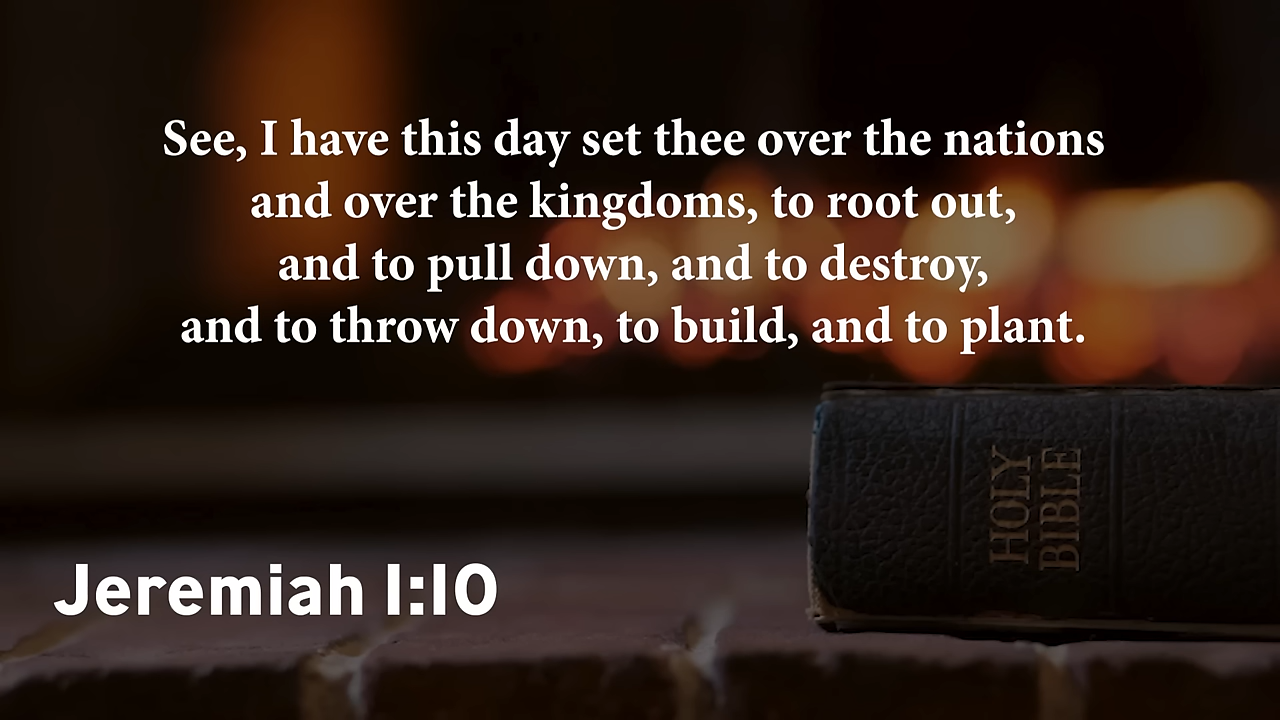 See, I have this day set thee over the nations
and over the kingdoms, to root out,
and to pull down, and to destroy,
and to throw down, to build, and to plant.
HOLY
BIBLE
Jeremiah 1:10